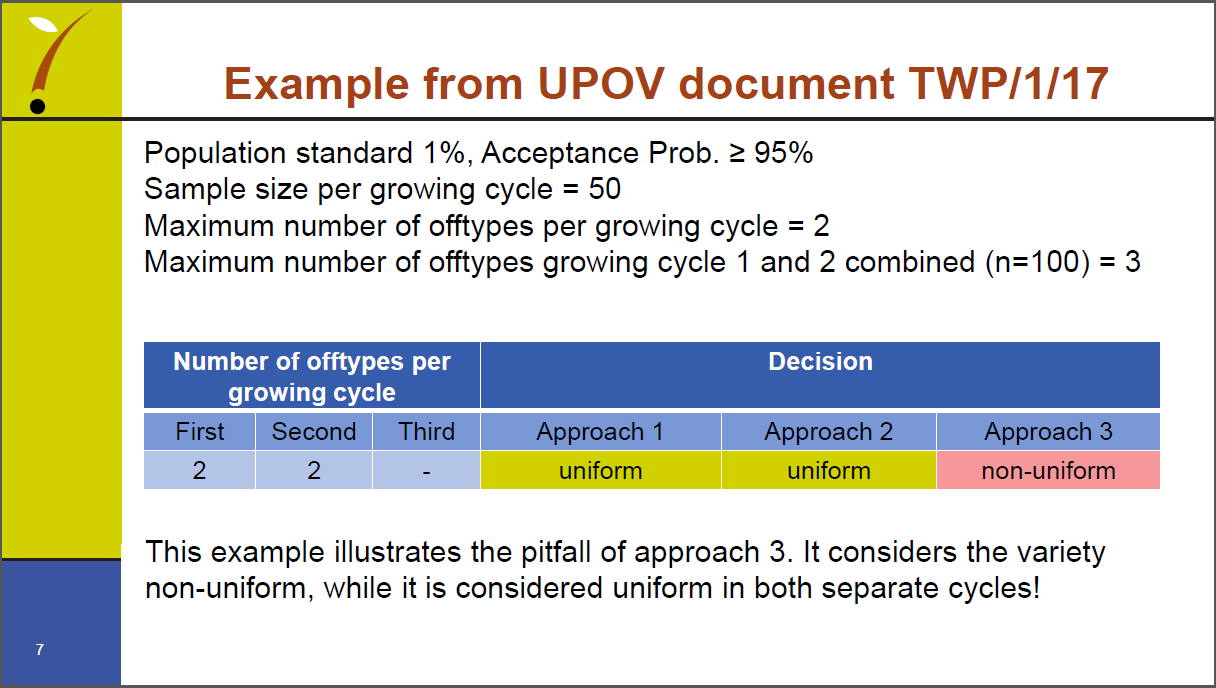 Example from UPOV document TWP/1/17
Population standard 1%, Acceptance Prob. ≥ 95%
Sample size per growing cycle = 50
Maximum number of offtypes per growing cycle = 2
Maximum number of offtypes growing cycle 1 and 2 combined (n=100) = 3
Number of offtypes per
growing cycle
Decision
First Second Third Approach 1 Approach 2 Approach 3
2 2 - uniform uniform non-uniform
This example illustrates the pitfall of approach 3. It considers the variety
non-uniform, while it is considered uniform in both separate cycles!
7